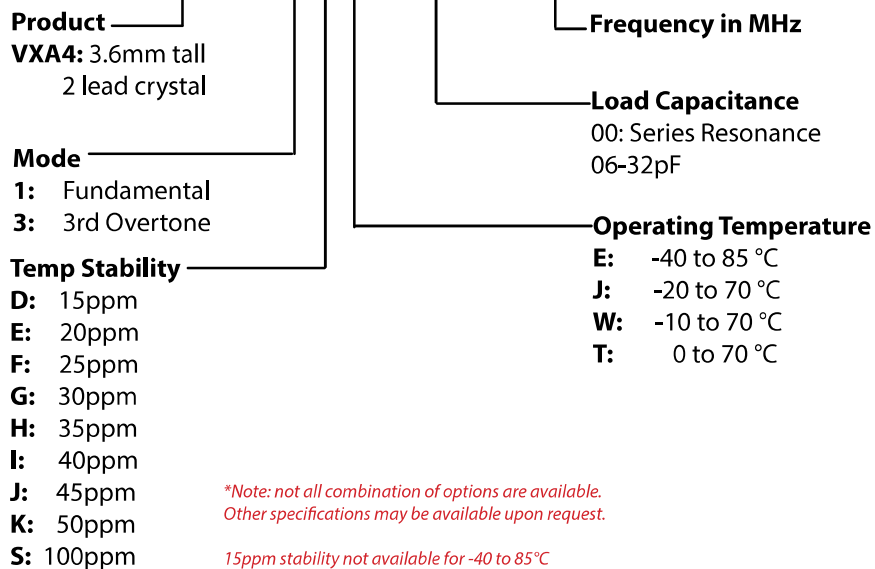 Product
VXA4: 3.6mm tall
2 lead crystal
Mode
1: Fundamental
3: 3rd Overtone
Temp Stability
D: 15ppm
E: 20ppm
F: 25ppm
G: 30ppm
H: 35ppm
I: 40ppm
J: 45ppm
K: 50ppm
S: 100ppm
Frequency in MHz
Load Capacitance
00: Series Resonance
06-32pF
Operating Temperature
E: -40 to 85 °C
J: -20 to 70 °C
W: -10 to 70 °C
T: 0 to 70 °C
*Note: not all combination of options are available.
Other specifications may be available upon request.
15ppm stability not available for -40 to 85°C